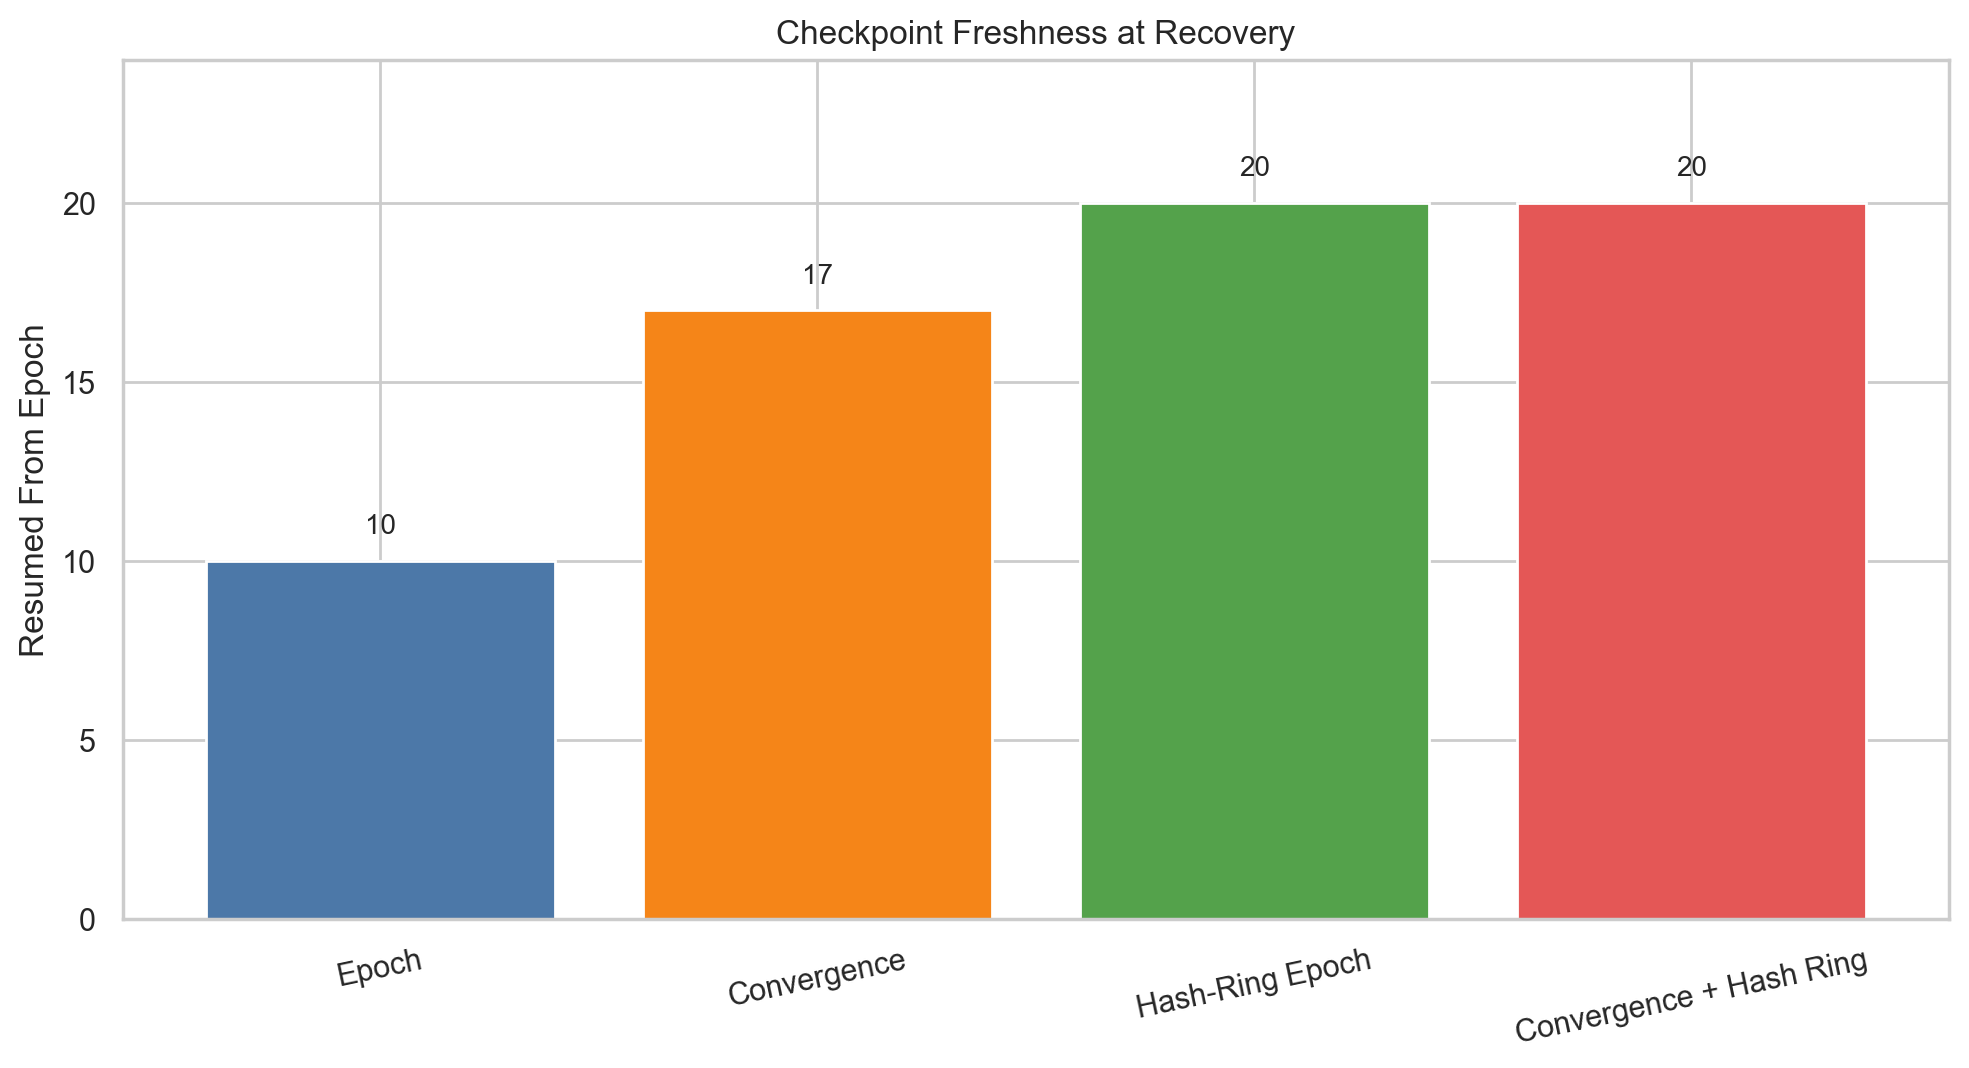 Checkpoint Freshness at Recovery
Resumed From Epoch
20
15
10
5
0
10
17
20
20
Epoch
Convergence
Hash-Ring Epoch
Convergence + Hash Ring